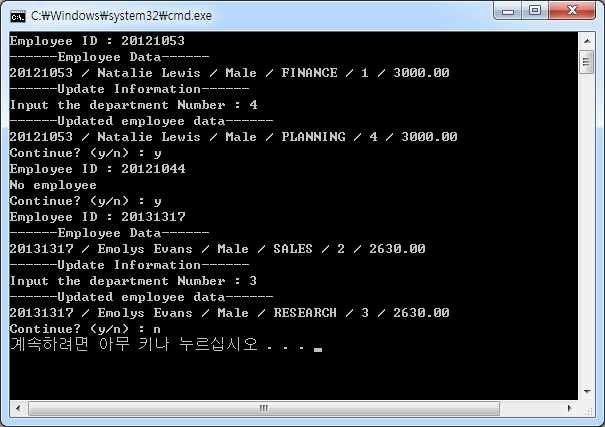 C:₩Windows₩system32₩cmd.exe
Employee ID : 20121053
------Employee Data------
20121053 / Natalie Lewis / Male / FINANCE / 1 / 3000.00
------Update Information------
Input the department Number : 4
------Updated employee data------
20121053 / Natalie Lewis / Male / PLANNING / 4 / 3000.00
Continue? (y/n) : y
Employee ID : 20121044
No employee
Continue? (y/n) : y
Employee ID : 20131317
------Employee Data------
20131317 / Emolys Evans / Male / SALES / 2 / 2630.00
------Update Information------
Input the department Number : 3
------Updated employee data------
20131317 / Emolys Evans / Male / RESEARCH / 3 / 2630.00
Continue? (y/n) : n
계속하려면 아무 키나 누르십시오 . . .